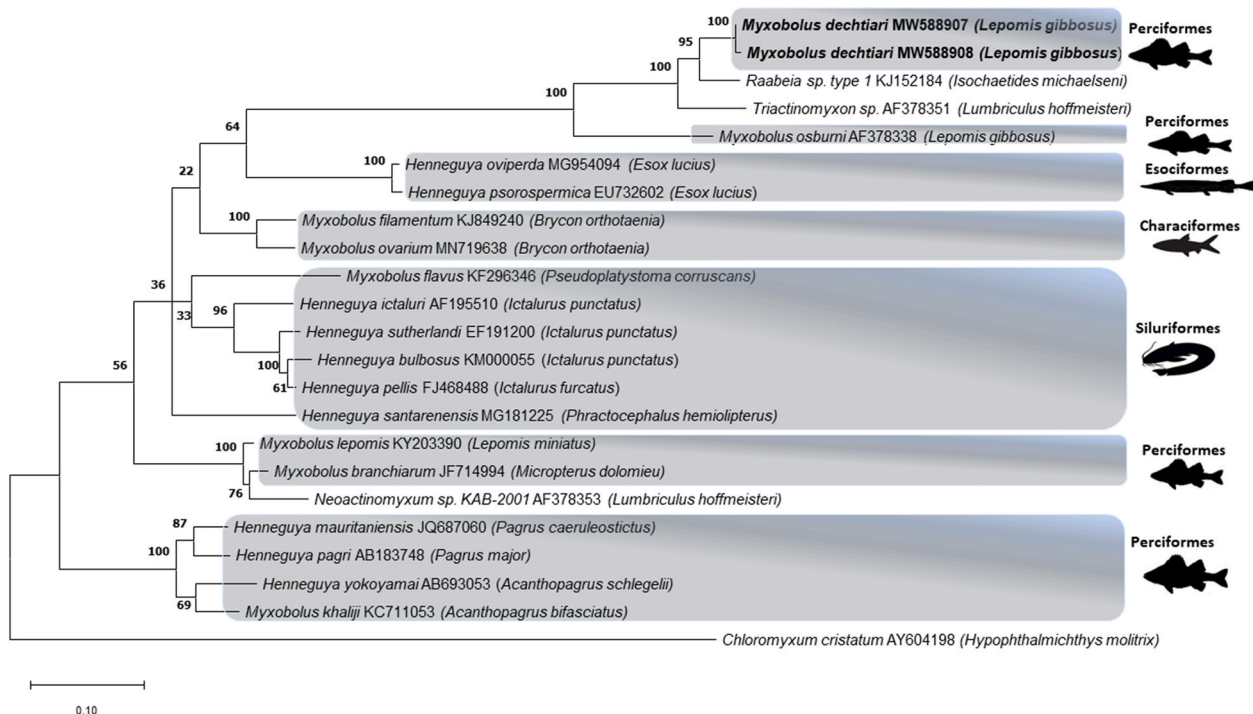 100
Myxobolus dechtiari MW588907 (Lepomis gibbosus)
Perciformes
95
Myxobolus dechtiari MW588908 (Lepomis gibbosus)
100
Raabeia sp. type 1 KJ152184 (Isochaetides michaelseni)
100
Triactinomyxon sp. AF378351 (Lumbriculus hoffmeisteri)
Perciformes
64
Myxobolus osburni AF378338 (Lepomis gibbosus)
100
Henneguya oviperda MG954094 (Esox lucius)
Esociformes
22
Henneguya psorospermica EU732602 (Esox lucius)
100
Myxobolus filamentum KJ849240 (Brycon orthotaenia)
Characiformes
Myxobolus ovarium MN719638 (Brycon orthotaenia)
36
Myxobolus flavus KF296346 (Pseudoplatystoma corruscans)
33
96
Henneguya ictaluri AF195510 (Ictalurus punctatus)
Siluriformes
Henneguya sutherlandi EF191200 (Ictalurus punctatus)
56
100
Henneguya bulbosus KM000055 (Ictalurus punctatus)
61
Henneguya pellis FJ468488 (Ictalurus furcatus)
Henneguya santarenensis MG181225 (Phractocephalus hemiolipterus)
100
Myxobolus lepomis KY203390 (Lepomis miniatus)
Perciformes
Myxobolus branchiarum JF714994 (Micropterus dolomieu)
76
Neoactinomyxum sp. KAB-2001 AF378353 (Lumbriculus hoffmeisteri)
87
Henneguya mauritaniensis JQ687060 (Pagrus caeruleostictus)
Perciformes
100
Henneguya pagri AB183748 (Pagrus major)
Henneguya yokoyamai AB693053 (Acanthopagrus schlegelii)
69
Myxobolus khaliji KC711053 (Acanthopagrus bifasciatus)
Chloromyxum cristatum AY604198 (Hypophthalmichthys molitrix)
0.10